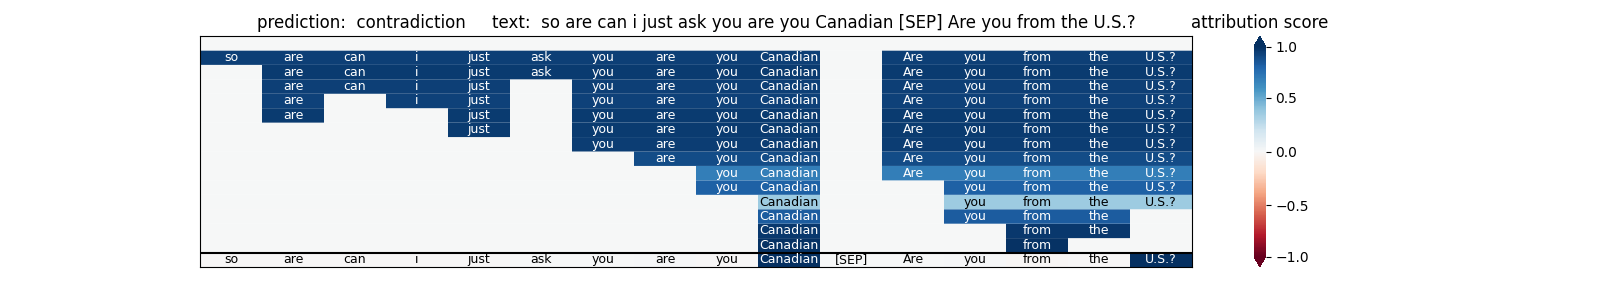 prediction:  contradiction     text:  so are can i just ask you are you Canadian [SEP] Are you from the U.S.?     attribution score
so are can i just ask you are you Canadian Are you from the U.S.? 1.0
are can i just ask you are you Canadian Are you from the U.S.?
are can i just you are you Canadian Are you from the U.S.?
are i just you are you Canadian Are you from the U.S.? 0.5
are just you are you Canadian Are you from the U.S.?
just you are you Canadian Are you from the U.S.?
you are you Canadian Are you from the U.S.?
are you Canadian Are you from the U.S.? 0.0
you Canadian Are you from the U.S.?
you Canadian you from the U.S.?
Canadian you from the U.S.? −0.5
Canadian you from the
Canadian from the
Canadian from
so are can i just ask you are you Canadian [SEP] Are you from the U.S.? −1.0